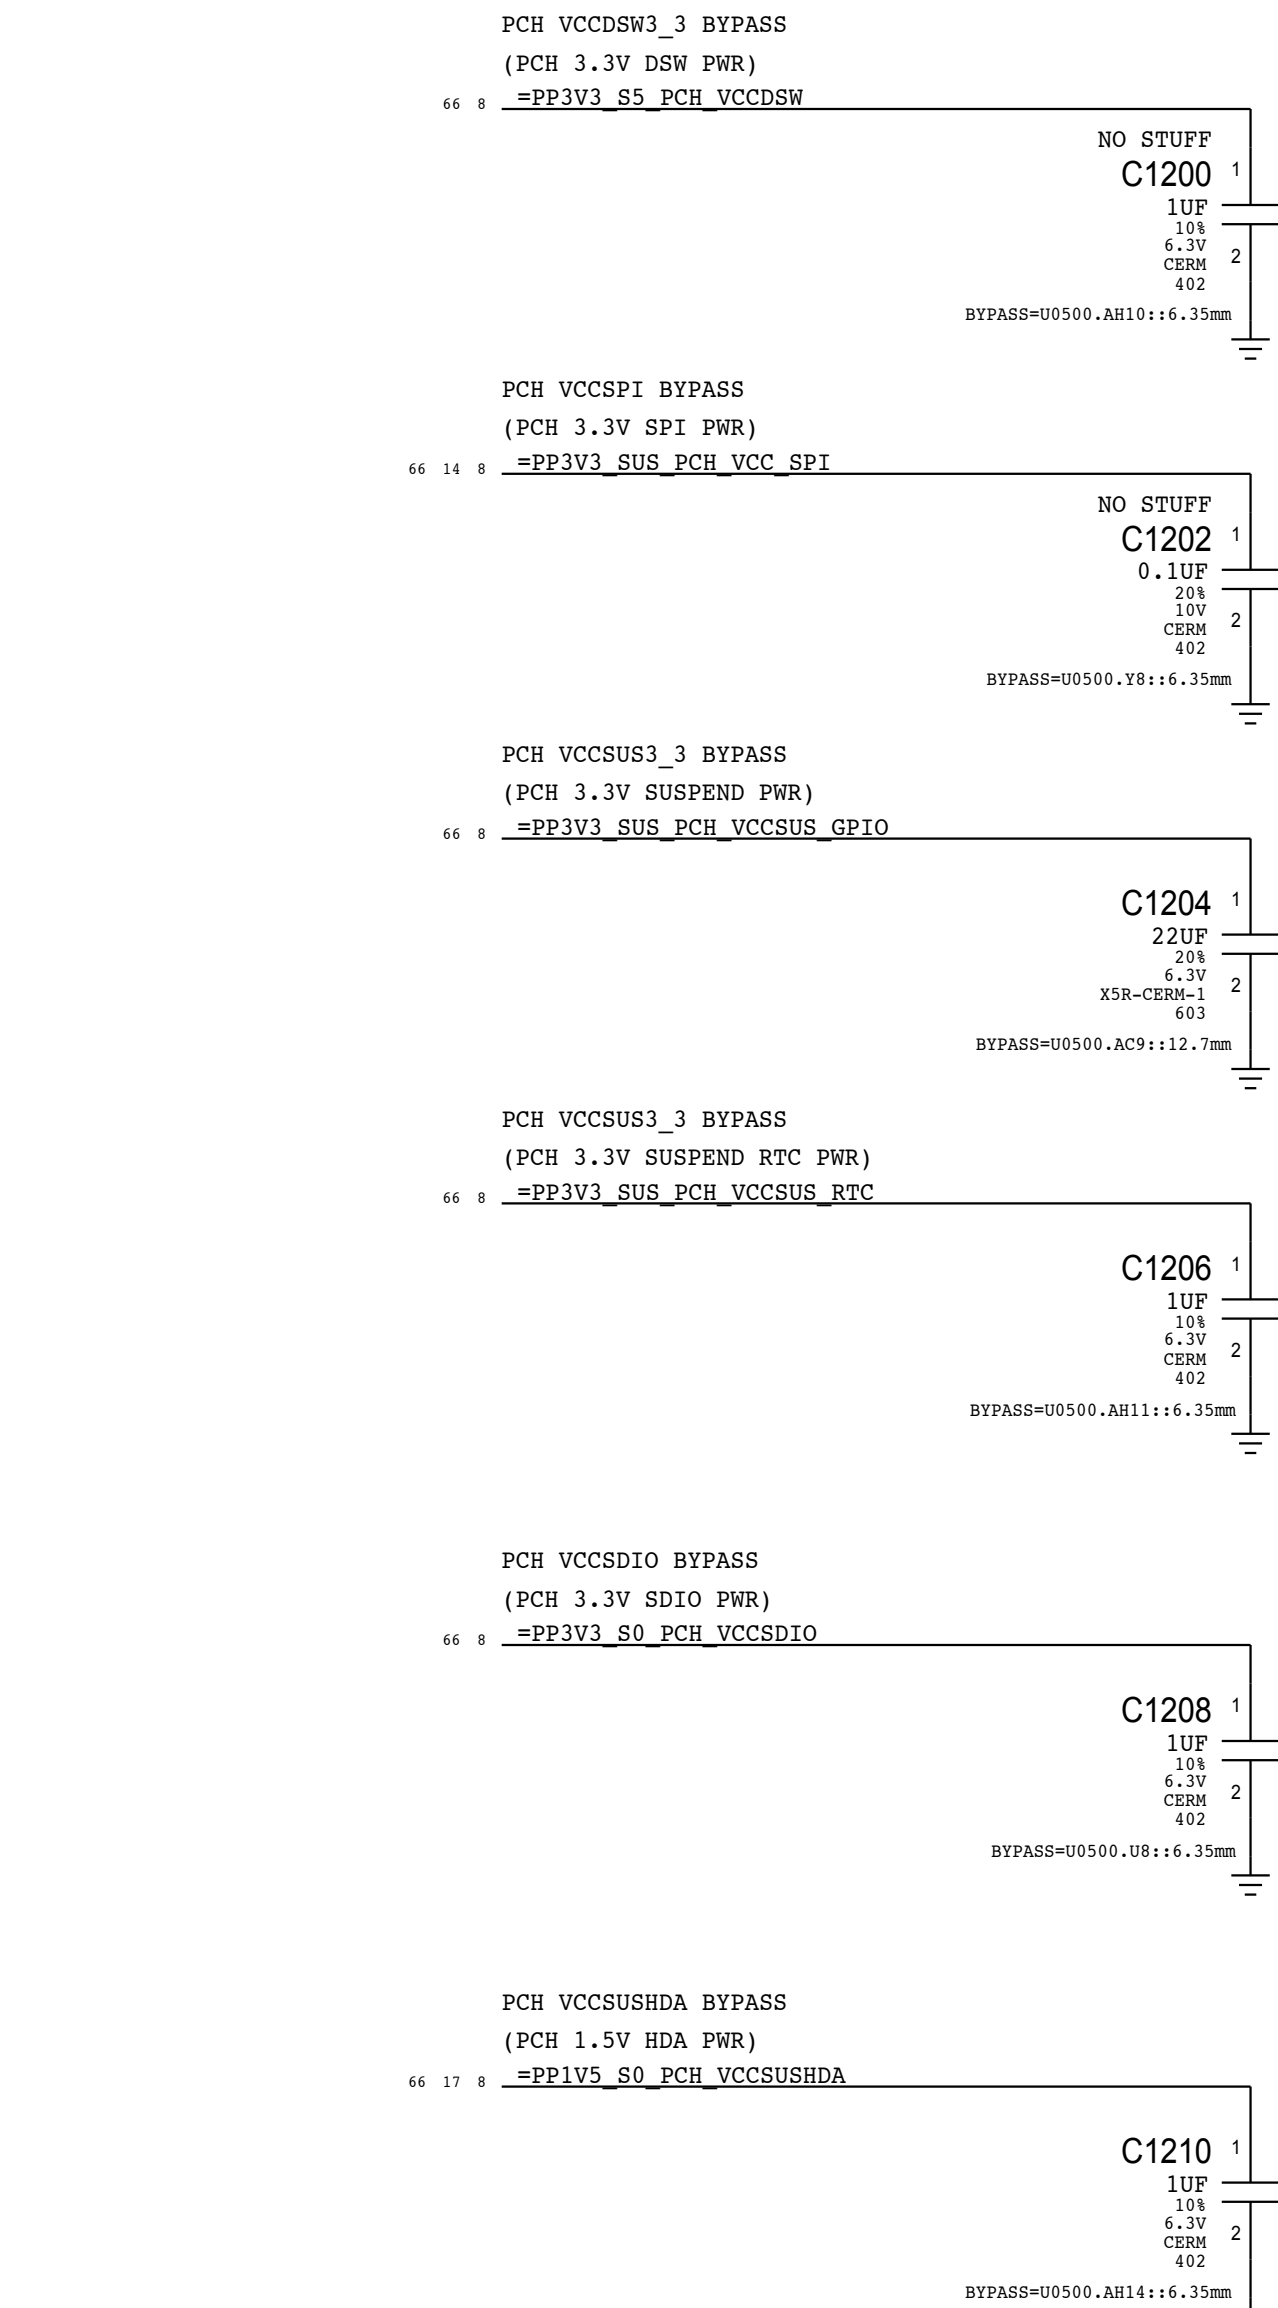 PCH VCCDSW3_3 BYPASS
(PCH 3.3V DSW PWR)
66 8 =PP3V3_S5_PCH_VCCDSW
NO STUFF
C1200 1
1UF
10%
6.3V
CERM 2
402
BYPASS=U0500.AH10::6.35mm
PCH VCCSPI BYPASS
(PCH 3.3V SPI PWR)
66 14 8 =PP3V3_SUS_PCH_VCC_SPI
NO STUFF
C1202 1
0.1UF
20%
10V
CERM 2
402
BYPASS=U0500.Y8::6.35mm
PCH VCCSUS3_3 BYPASS
(PCH 3.3V SUSPEND PWR)
66 8 =PP3V3_SUS_PCH_VCCSUS_GPIO
C1204 1
22UF
20%
6.3V
X5R-CERM-1 2
603
BYPASS=U0500.AC9::12.7mm
PCH VCCSUS3_3 BYPASS
(PCH 3.3V SUSPEND RTC PWR)
66 8 =PP3V3_SUS_PCH_VCCSUS_RTC
C1206 1
1UF
10%
6.3V
CERM 2
402
BYPASS=U0500.AH11::6.35mm
PCH VCCSDIO BYPASS
(PCH 3.3V SDIO PWR)
66 8 =PP3V3_S0_PCH_VCCSDIO
C1208 1
1UF
10%
6.3V
CERM 2
402
BYPASS=U0500.U8::6.35mm
PCH VCCSUSHDA BYPASS
(PCH 1.5V HDA PWR)
66 17 8 =PP1V5_S0_PCH_VCCSUSHDA
C1210 1
1UF
10%
6.3V
CERM 2
402
BYPASS=U0500.AH14::6.35mm